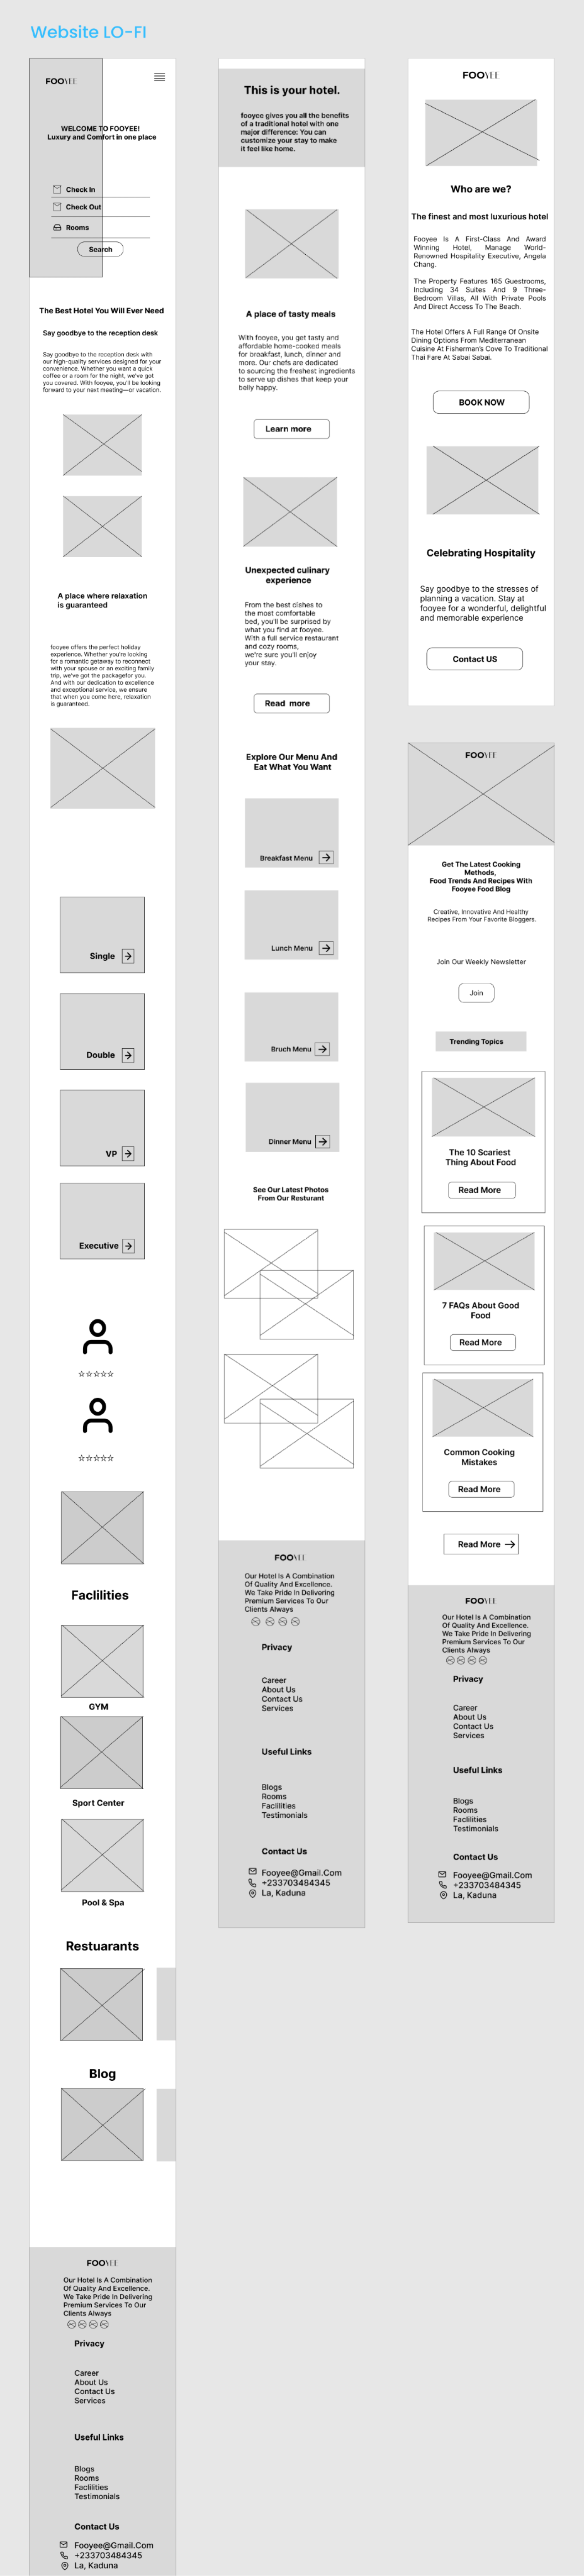 Website LO-FI
FOOYEE
WELCOME TO FOOYEE!
Luxury and Comfort in one place
Check In
Check Out
Rooms
Search
The Best Hotel You Will Ever Need
Say goodbye to the reception desk
Say goodbye to the reception desk with
our high-quality services designed for your
convenience. Whether you want a quick
coffee or a room for the night, we've got
you covered. With fooyee, you'll be looking
forward to your next meeting—or vacation.
A place where relaxation
is guaranteed
fooyee offers the perfect holiday
experience. Whether you're looking
for a romantic getaway to reconnect
with your spouse or an exciting family
trip, we've got the packagefor you.
And with our dedication to excellence
and exceptional service, we ensure
that when you come here, relaxation
is guaranteed.
Single
Double
VP
Executive
Faclilities
GYM
Sport Center
Pool & Spa
Restuarants
Blog
FOOYEE
Our Hotel Is A Combination
Of Quality And Excellence.
We Take Pride In Delivering
Premium Services To Our
Clients Always
Privacy
Career
About Us
Contact Us
Services
Useful Links
Blogs
Rooms
Faclilities
Testimonials
Contact Us
Fooyee@Gmail.Com
+233703484345
La, Kaduna
This is your hotel.
fooyee gives you all the benefits
of a traditional hotel with one
major difference: You can
customize your stay to make
it feel like home.
A place of tasty meals
With fooyee, you get tasty and
affordable home-cooked meals
for breakfast, lunch, dinner and
more. Our chefs are dedicated
to sourcing the freshest ingredients
to serve up dishes that keep your
bolly happy.
Learn more
Unexpected culinary
experience
From the best dishes to
the most comfortable
bed, you'll be surprised by
what you find at fooyee.
With a full service restaurant
and cozy rooms,
we're sure you'll enjoy
your stay.
Read more
Explore Our Menu And
Eat What You Want
Breakfast Menu
Lunch Menu
Bruch Menu
Dinner Menu
See Our Latest Photos
From Our Resturant
FOOYEE
Our Hotel Is A Combination
Of Quality And Excellence.
We Take Pride In Delivering
Premium Services To Our
Clients Always
Privacy
Career
About Us
Contact Us
Services
Useful Links
Blogs
Rooms
Faclilities
Testimonials
Contact Us
Fooyee@Gmail.Com
+233703484345
La, Kaduna
FOOYEE
Who are we?
The finest and most luxurious hotel
Fooyee Is A First-Class And Award
Winning Hotel, Manage World-
Renowned Hospitality Executive, Angela
Chang.
The Property Features 165 Guestrooms,
Including 34 Suites And 9 Three-
Bedroom Villas, All With Private Pools
And Direct Access To The Beach.
The Hotel Offers A Full Range Of Onsite
Dining Options From Mediterranean
Cuisine At Fisherman's Cove To Traditional
Thai Fare At Sabai Sabai.
BOOK NOW
Celebrating Hospitality
Say goodbye to the stresses of
planning a vacation. Stay at
fooyee for a wonderful, delightful
and memorable experience
Contact US
FOOYEE
Get The Latest Cooking
Methods,
Food Trends And Recipes With
Fooyee Food Blog
Creative, Innovative And Healthy
Recipes From Your Favorite Bloggers.
Join Our Weekly Newsletter
Join
Trending Topics
The 10 Scariest
Thing About Food
Read More
7 FAQs About Good
Food
Read More
Common Cooking
Mistakes
Read More
Read More
FOOYEE
Our Hotel Is A Combination
Of Quality And Excellence.
We Take Pride In Delivering
Premium Services To Our
Clients Always
Privacy
Career
About Us
Contact Us
Services
Useful Links
Blogs
Rooms
Faclilities
Testimonials
Contact Us
Fooyee@Gmail.Com
+233703484345
La, Kaduna